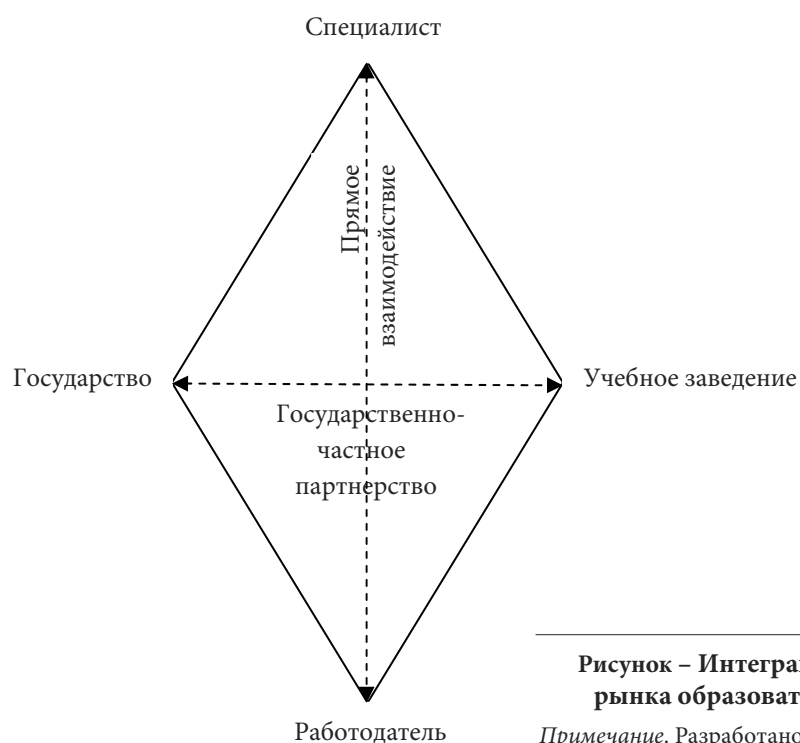 Специалист
Прямое
взаимодействие
Государство
Учебное заведение
Государственно-
частное
партнерство
Рисунок – Интегра
рынка образоват
Примечание. Разработано
Работодатель